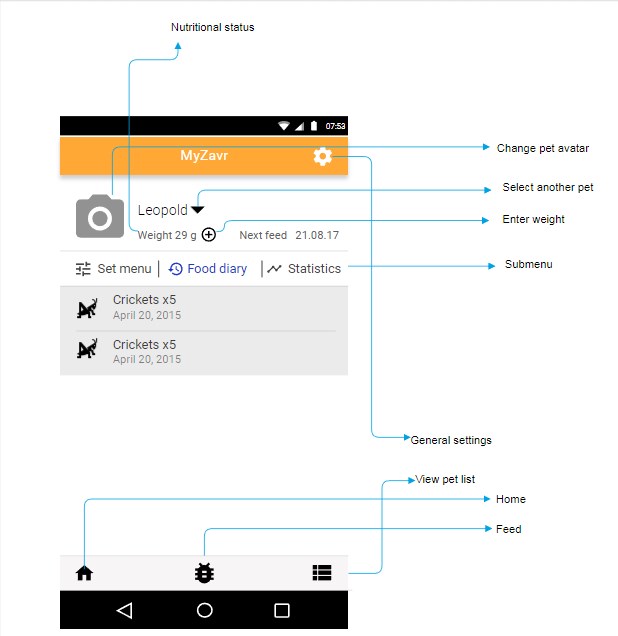 Nutritional status
07:53
MyZavr
Change pet avatar
Select another pet
Leopold
Enter weight
Weight 29 g
Next feed 21.08.17
Submenu
Set menu | Food diary | Statistics
Crickets x5
April 20, 2015
Crickets x5
April 20, 2015
General settings
View pet list
Home
Feed